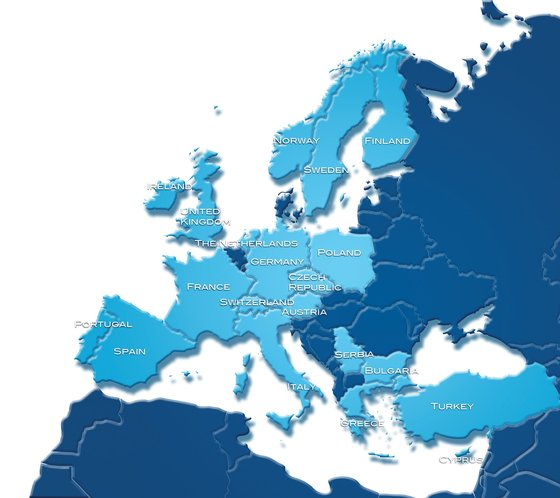 Norway
Finland
Sweden
Ireland
United
Kingdom
The Netherlands
Poland
Germany
Czech
Republic
France
Switzerland
Austria
Portugal
Spain
Serbia
Bulgaria
Italy
Turkey
Greece
Cyprus